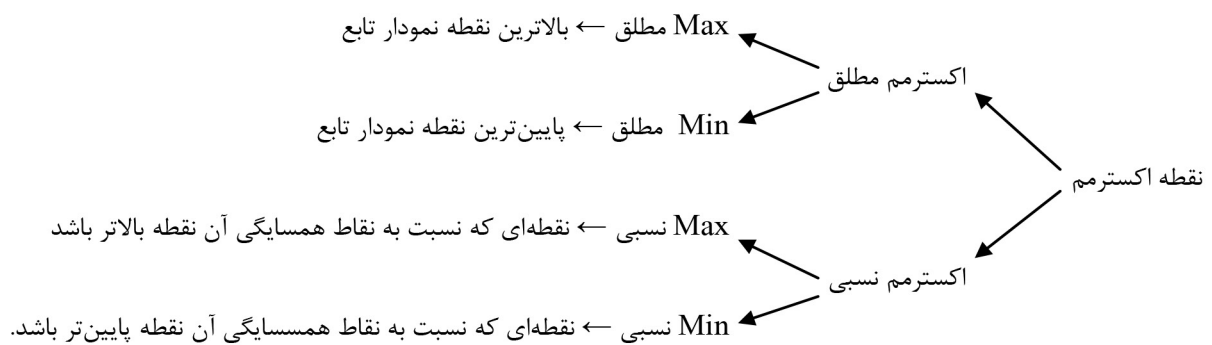 Max مطلق ← بالاترین نقطه نمودار تابع
اکسترمم مطلق
Min مطلق ← پایین‌ترین نقطه نمودار تابع
نقطه اکسترمم
Max نسبی ← نقطه‌ای که نسبت به نقاط همسایگی آن نقطه بالاتر باشد
اکسترمم نسبی
Min نسبی ← نقطه‌ای که نسبت به نقاط همسسایگی آن نقطه پایین‌تر باشد.